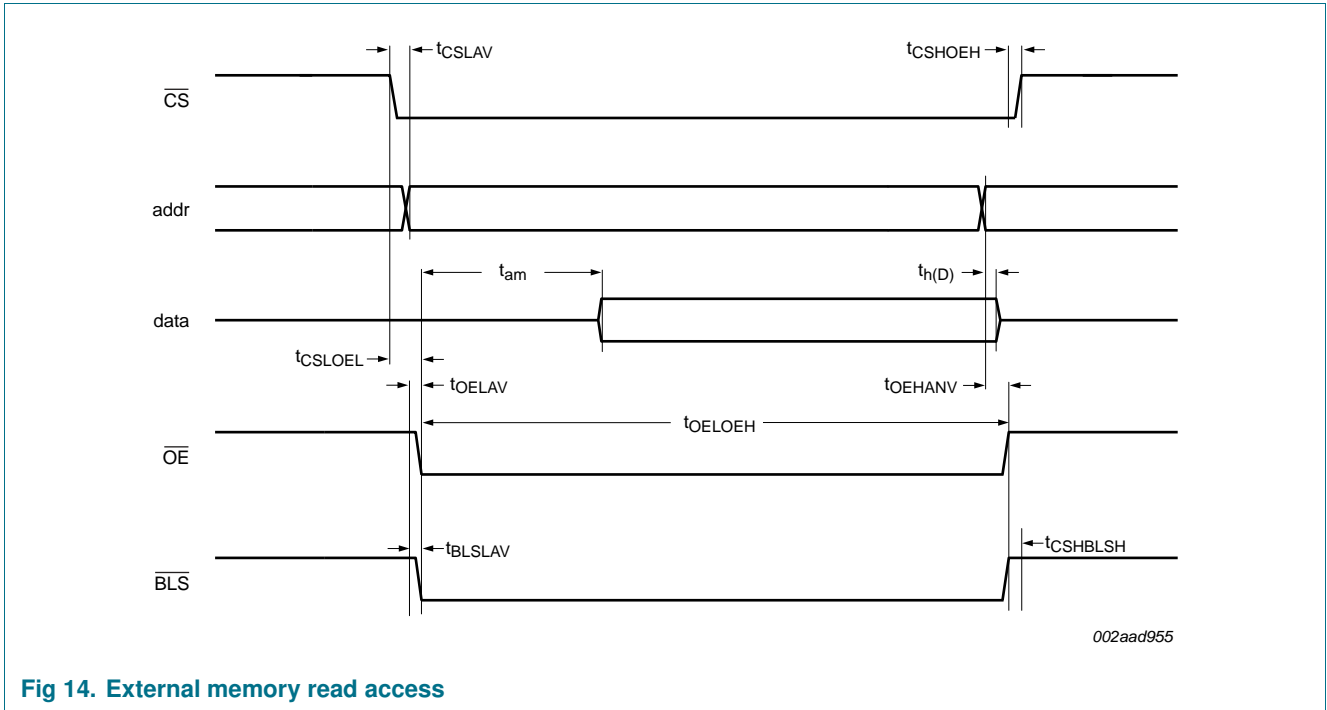 tCSLAV
tCSHOEH
CS
addr
tam
th(D)
data
tCSLOEL
tOELAV
tOEHANV
tOELOEH
OE
tBLSLAV
tCSHBLSH
BLS
002aad955
Fig 14. External memory read access